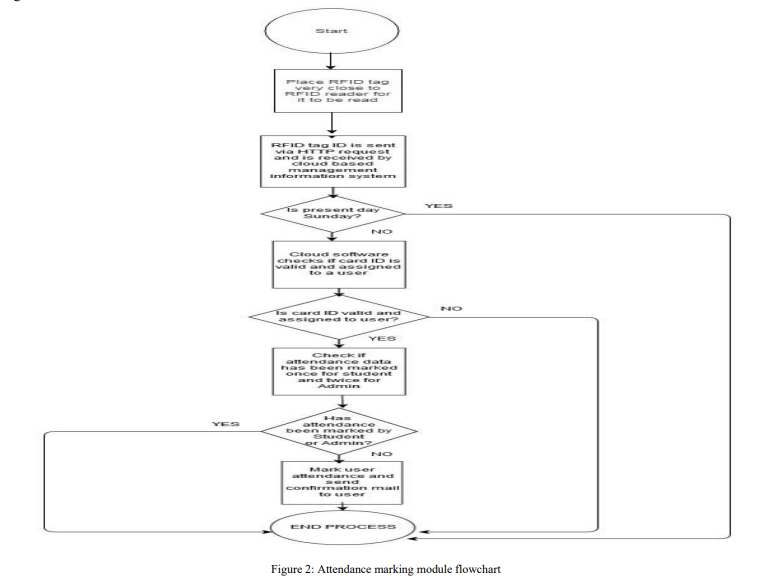 Start
Place RFID tag
very close to
RFID reader for
it to be read
RFID tag ID is sent
via HTTP request
and is received by
cloud based
management
information system
Is present day
Sunday?
YES
NO
Cloud software
checks if card ID is
valid and assigned
to a user
Is card ID valid and
assigned to user?
NO
YES
Check if
attendance data
has been marked
once for student
and twice for
Admin
Has
attendance
been marked by
Student
or Admin?
YES
NO
Mark user
attendance and
send
confirmation mail
to user
END PROCESS
Figure 2: Attendance marking module flowchart